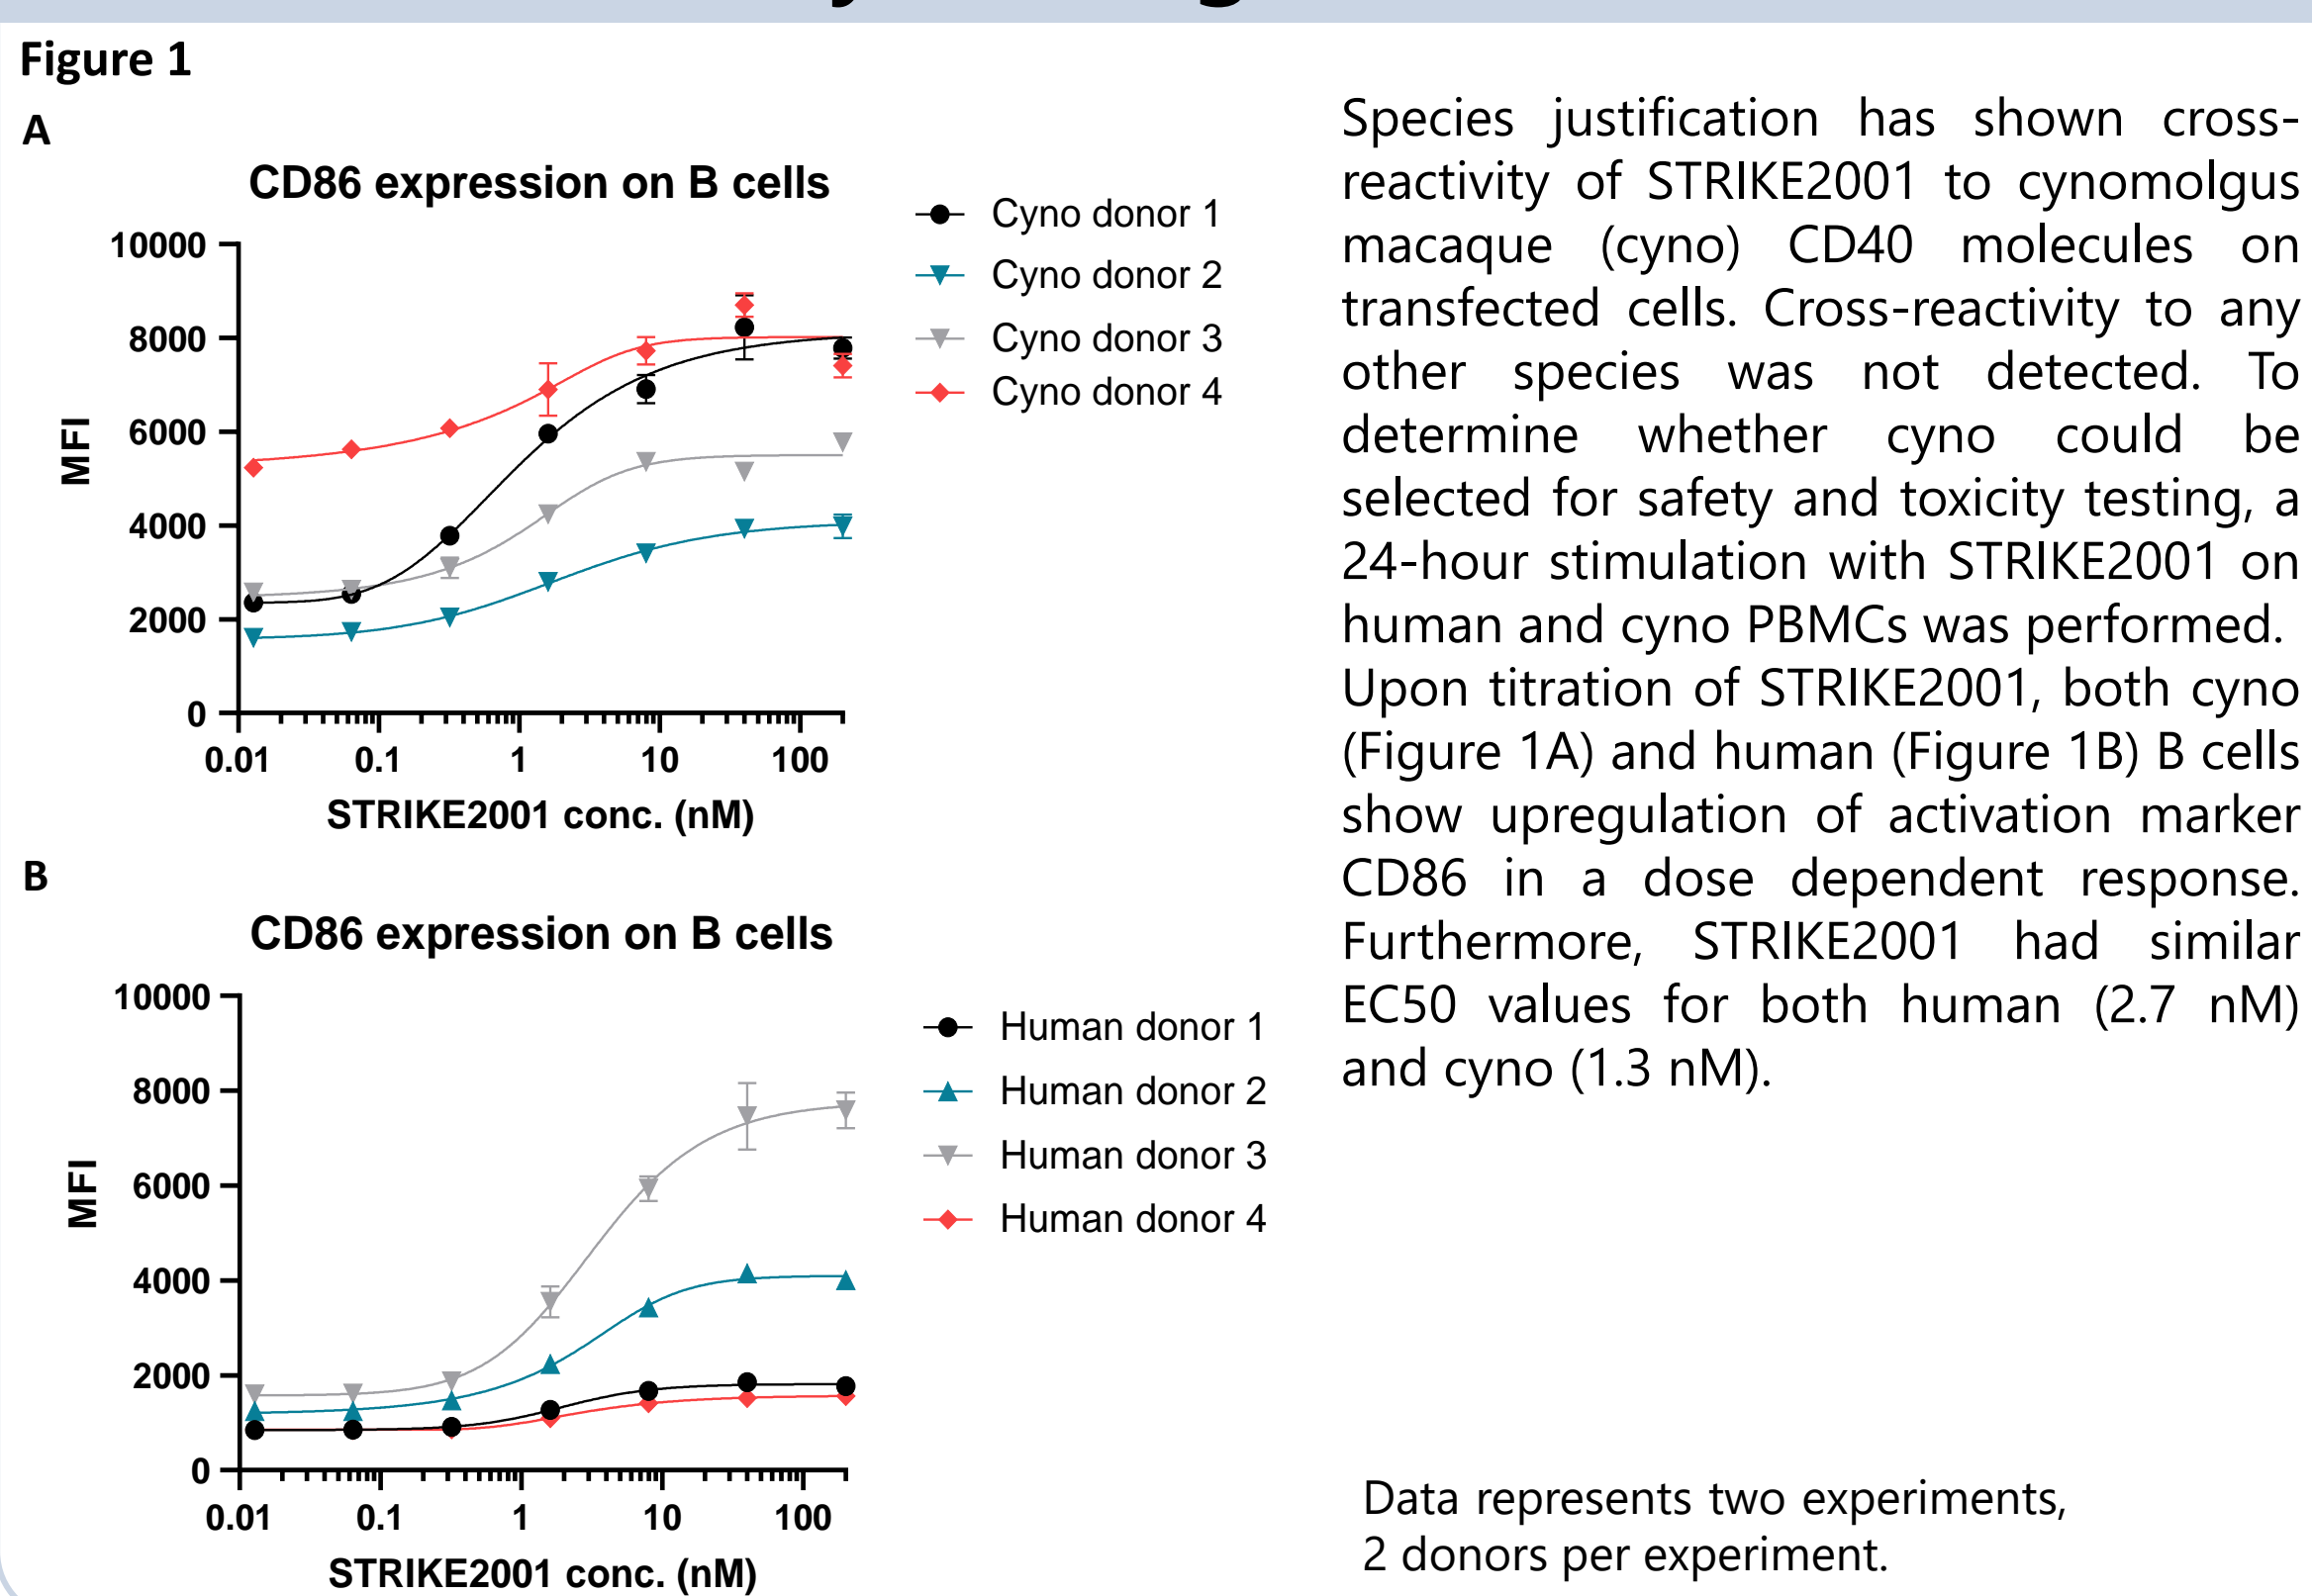 Figure 1
A
CD86 expression on B cells
10000
8000
6000
4000
2000
0
MFI
0.01 0.1 1 10 100
STRIKE2001 conc. (nM)
Cyno donor 1
Cyno donor 2
Cyno donor 3
Cyno donor 4
B
CD86 expression on B cells
10000
8000
6000
4000
2000
0
MFI
0.01 0.1 1 10 100
STRIKE2001 conc. (nM)
Human donor 1
Human donor 2
Human donor 3
Human donor 4
Species justification has shown cross-
reactivity of STRIKE2001 to cynomolgus
macaque (cyno) CD40 molecules on
transfected cells. Cross-reactivity to any
other species was not detected. To
determine whether cyno could be
selected for safety and toxicity testing, a
24-hour stimulation with STRIKE2001 on
human and cyno PBMCs was performed.
Upon titration of STRIKE2001, both cyno
(Figure 1A) and human (Figure 1B) B cells
show upregulation of activation marker
CD86 in a dose dependent response.
Furthermore, STRIKE2001 had similar
EC50 values for both human (2.7 nM)
and cyno (1.3 nM).
Data represents two experiments,
2 donors per experiment.